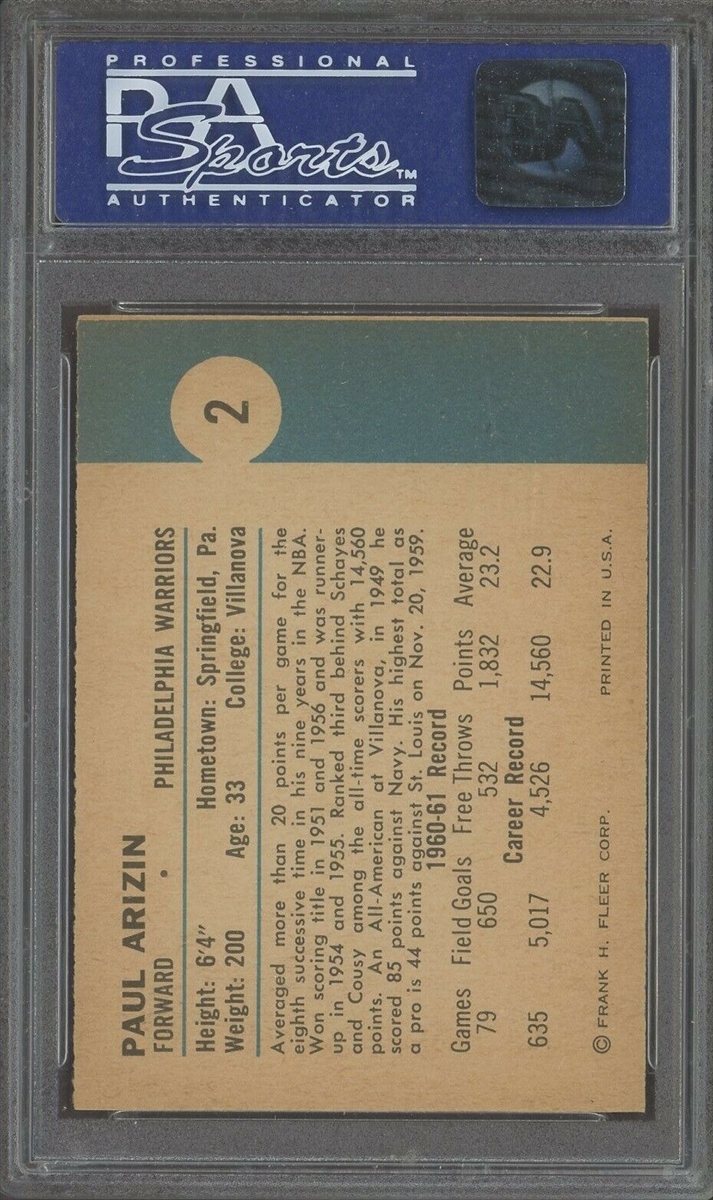 PROFESSIONAL
PSA
Sports™
AUTHENTICATOR
PSA
2
PAUL ARIZIN
FORWARD • PHILADELPHIA WARRIORS
Height: 6'4" Hometown: Springfield, Pa.
Weight: 200 Age: 33 College: Villanova
Averaged more than 20 points per game for the
eighth successive time in his nine years in the NBA.
Won scoring title in 1951 and 1956 and was runner-
up in 1954 and 1955. Ranked third behind Schayes
and Cousy among the all-time scorers with 14,560
points. An All-American at Villanova, in 1949 he
scored 85 points against Navy. His highest total as
a pro is 44 points against St. Louis on Nov. 20, 1959.
1960-61 Record
Games Field Goals Free Throws Points Average
79 650 532 1,832 23.2
Career Record
635 5,017 4,526 14,560 22.9
© FRANK H. FLEER CORP. PRINTED IN U.S.A.